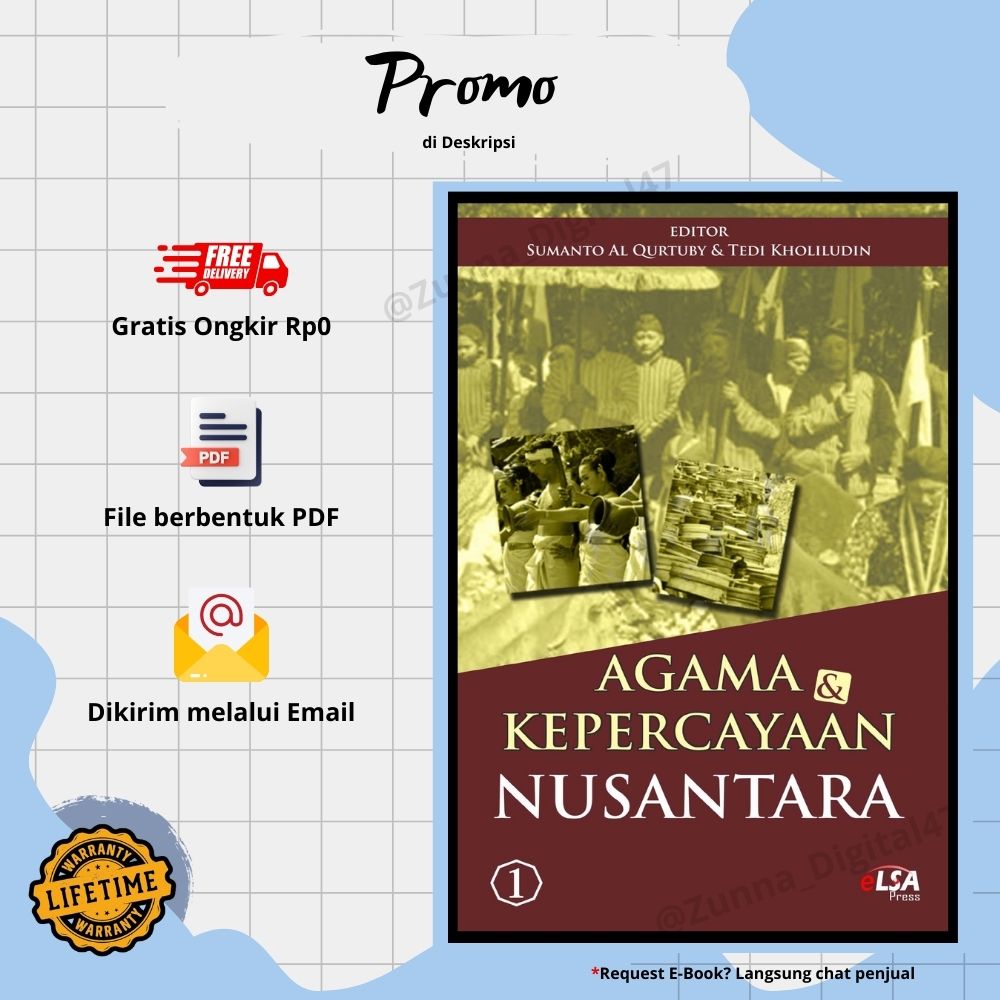 Promo
di Deskripsi
@Zunna_Digital47
EDITOR
SUMANTO AL QURTUBY & TEDI KHOLILUDIN
FREE
DELIVERY
Gratis Ongkir Rp0
PDF
File berbentuk PDF
@
Dikirim melalui Email
AGAMA &
KEPERCAYAAN
NUSANTARA
1
eLSA
Press
@Zunna_Digital47
WARRANTY
LIFETIME
WARRANTY
*Request E-Book? Langsung chat penjual